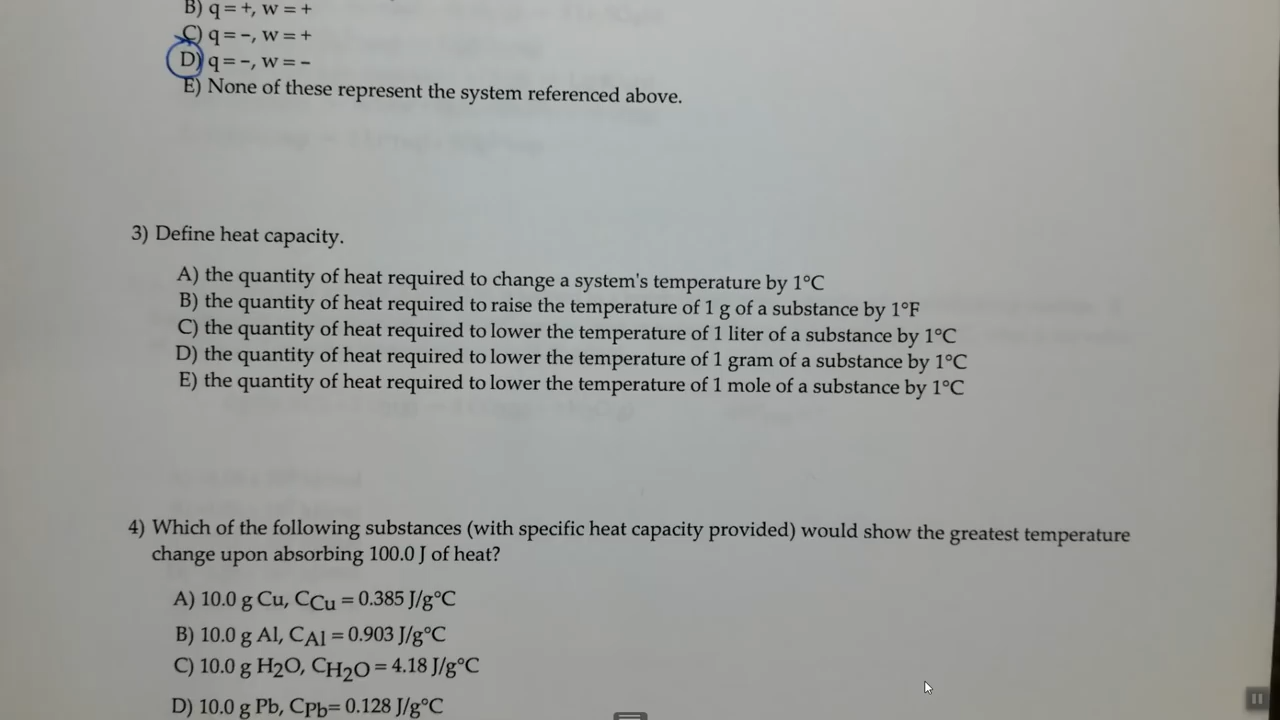 B) q = +, w = +
C) q = −, w = +
D) q = −, w = −
E) None of these represent the system referenced above.
3) Define heat capacity.
A) the quantity of heat required to change a system's temperature by 1°C
B) the quantity of heat required to raise the temperature of 1 g of a substance by 1°F
C) the quantity of heat required to lower the temperature of 1 liter of a substance by 1°C
D) the quantity of heat required to lower the temperature of 1 gram of a substance by 1°C
E) the quantity of heat required to lower the temperature of 1 mole of a substance by 1°C
4) Which of the following substances (with specific heat capacity provided) would show the greatest temperature
change upon absorbing 100.0 J of heat?
A) 10.0 g Cu, CCu = 0.385 J/g°C
B) 10.0 g Al, CAl = 0.903 J/g°C
C) 10.0 g H2O, CH2O = 4.18 J/g°C
D) 10.0 g Pb, CPb= 0.128 J/g°C